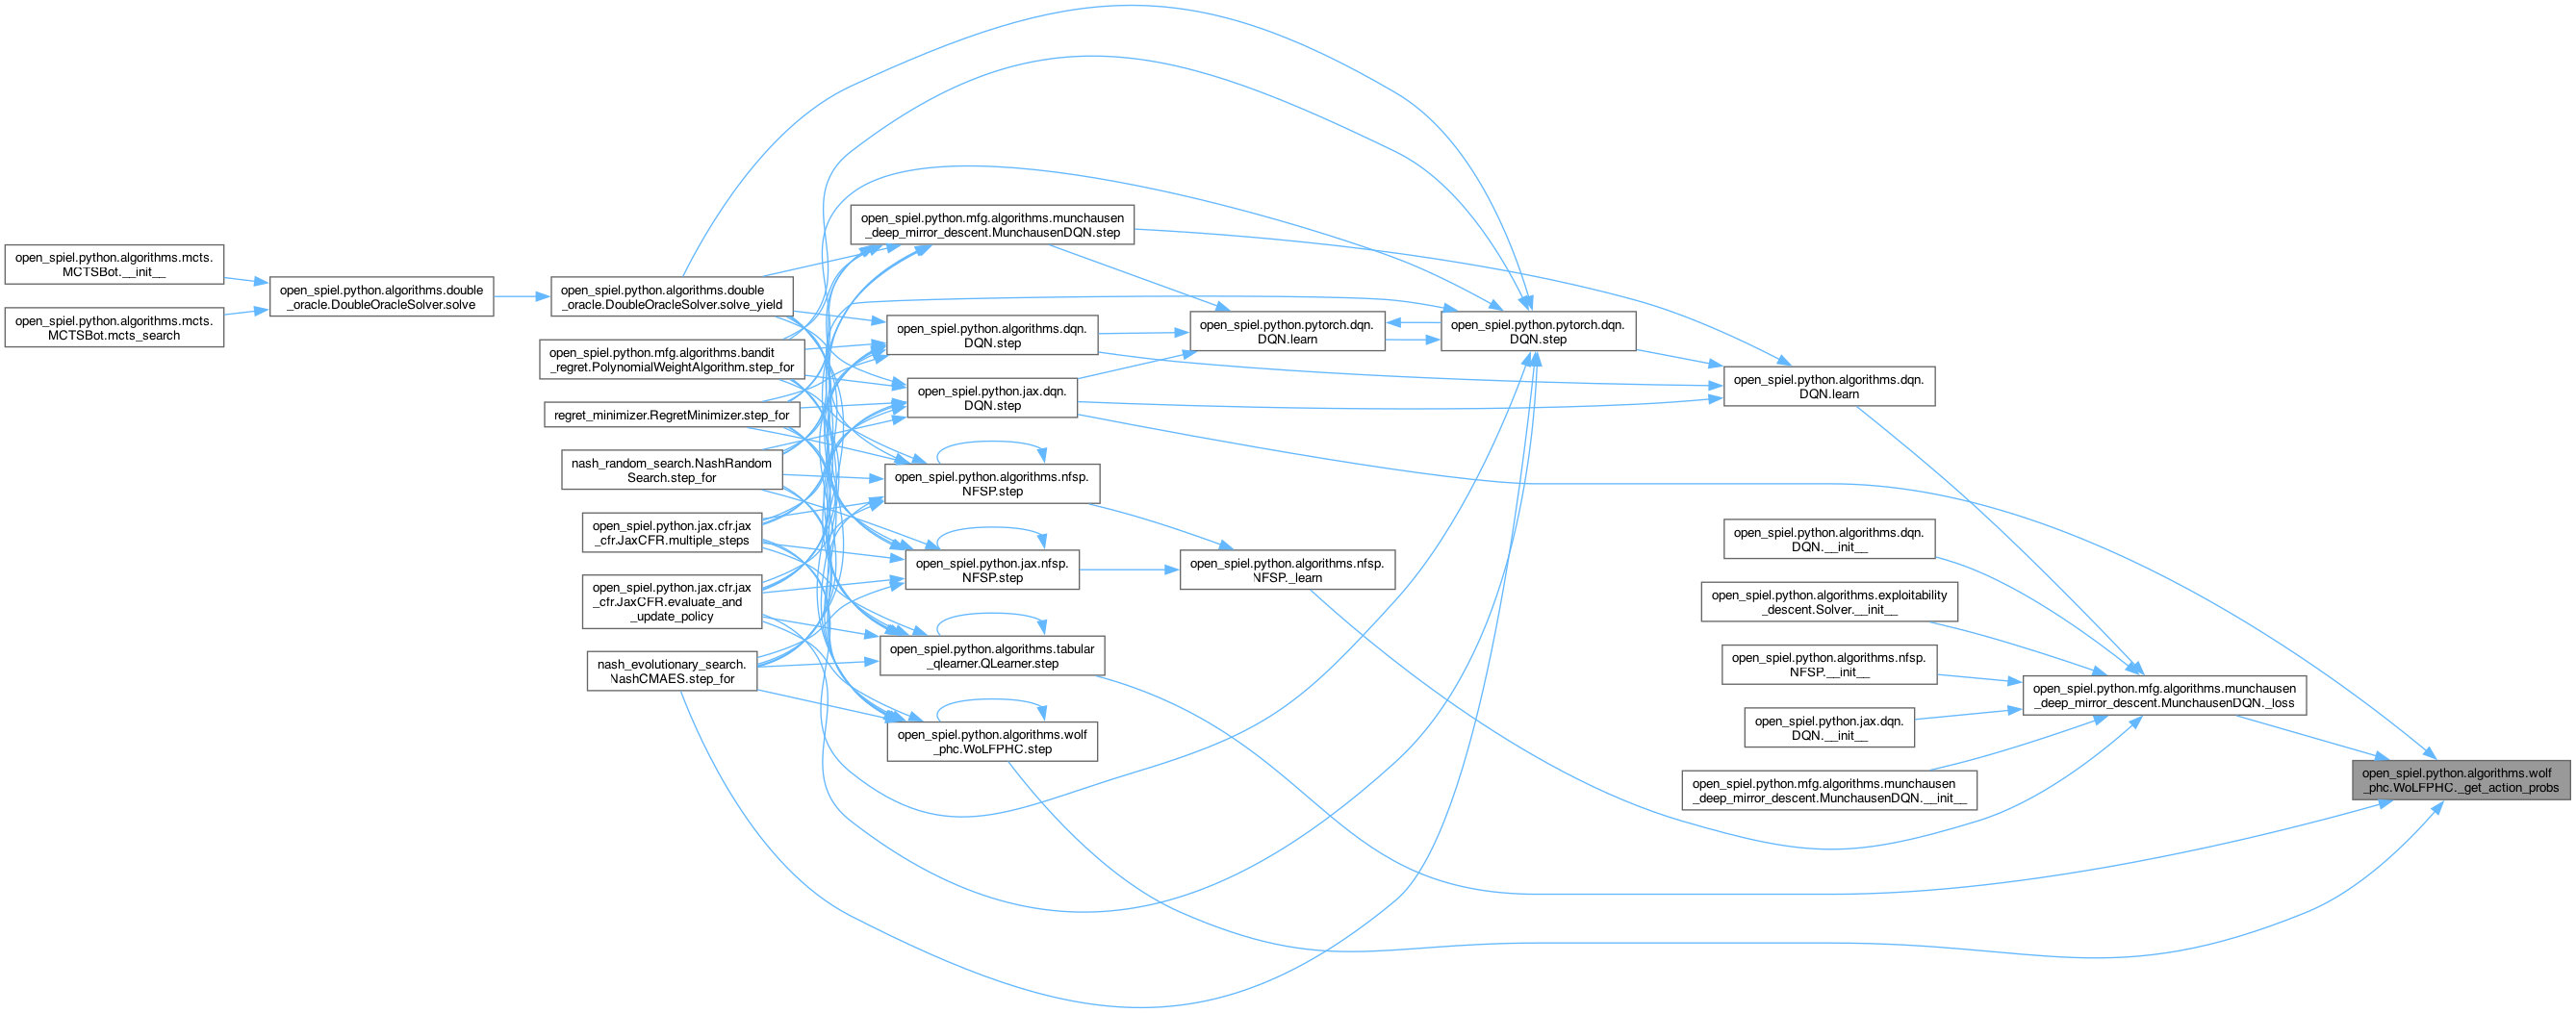 open_spiel.python.algorithms.mcts.
MCTSBot.__init__
open_spiel.python.algorithms.mcts.
MCTSBot.mcts_search
open_spiel.python.algorithms.double
_oracle.DoubleOracleSolver.solve
open_spiel.python.algorithms.double
_oracle.DoubleOracleSolver.solve_yield
open_spiel.python.mfg.algorithms.bandit
_regret.PolynomialWeightAlgorithm.step_for
regret_minimizer.RegretMinimizer.step_for
nash_random_search.NashRandom
Search.step_for
open_spiel.python.jax.cfr.jax
_cfr.JaxCFR.multiple_steps
open_spiel.python.jax.cfr.jax
_cfr.JaxCFR.evaluate_and
_update_policy
nash_evolutionary_search.
NashCMAES.step_for
open_spiel.python.mfg.algorithms.munchausen
_deep_mirror_descent.MunchausenDQN.step
open_spiel.python.algorithms.dqn.
DQN.step
open_spiel.python.jax.dqn.
DQN.step
open_spiel.python.algorithms.nfsp.
NFSP.step
open_spiel.python.jax.nfsp.
NFSP.step
open_spiel.python.algorithms.tabular
_qlearner.QLearner.step
open_spiel.python.algorithms.wolf
_phc.WoLFPHC.step
open_spiel.python.pytorch.dqn.
DQN.learn
open_spiel.python.algorithms.nfsp.
NFSP._learn
open_spiel.python.pytorch.dqn.
DQN.step
open_spiel.python.algorithms.dqn.
DQN.learn
open_spiel.python.algorithms.dqn.
DQN.__init__
open_spiel.python.algorithms.exploitability
_descent.Solver.__init__
open_spiel.python.algorithms.nfsp.
NFSP.__init__
open_spiel.python.jax.dqn.
DQN.__init__
open_spiel.python.mfg.algorithms.munchausen
_deep_mirror_descent.MunchausenDQN.__init__
open_spiel.python.mfg.algorithms.munchausen
_deep_mirror_descent.MunchausenDQN._loss
open_spiel.python.algorithms.wolf
_phc.WoLFPHC._get_action_probs